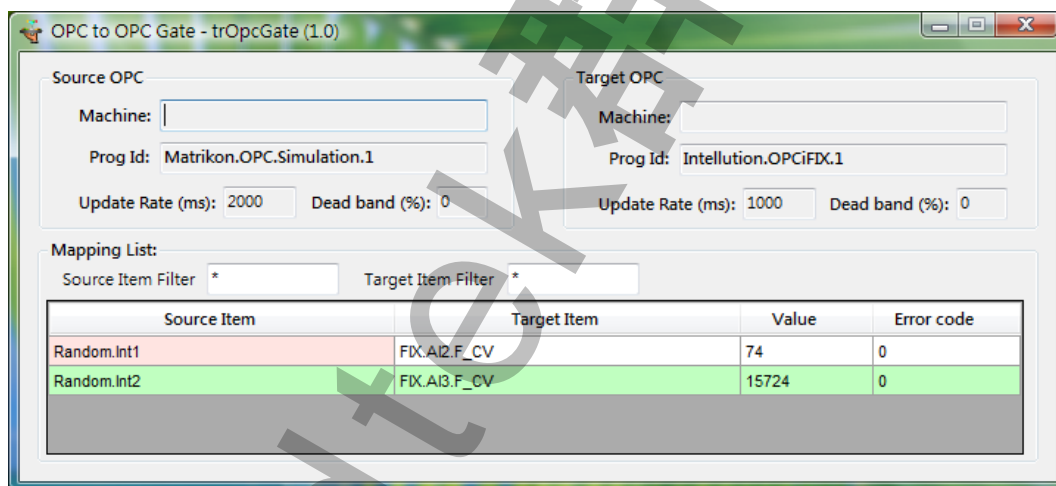 OPC to OPC Gate - trOpcGate (1.0)
Source OPC
Machine:
Prog Id: Matrikon.OPC.Simulation.1
Update Rate (ms): 2000 Dead band (%): 0
Target OPC
Machine:
Prog Id: Intellution.OPCiFIX.1
Update Rate (ms): 1000 Dead band (%): 0
Mapping List:
Source Item Filter * Target Item Filter *
Source Item Target Item Value Error code
Random.Int1 FIX.AI2.F_CV 74 0
Random.Int2 FIX.AI3.F_CV 15724 0